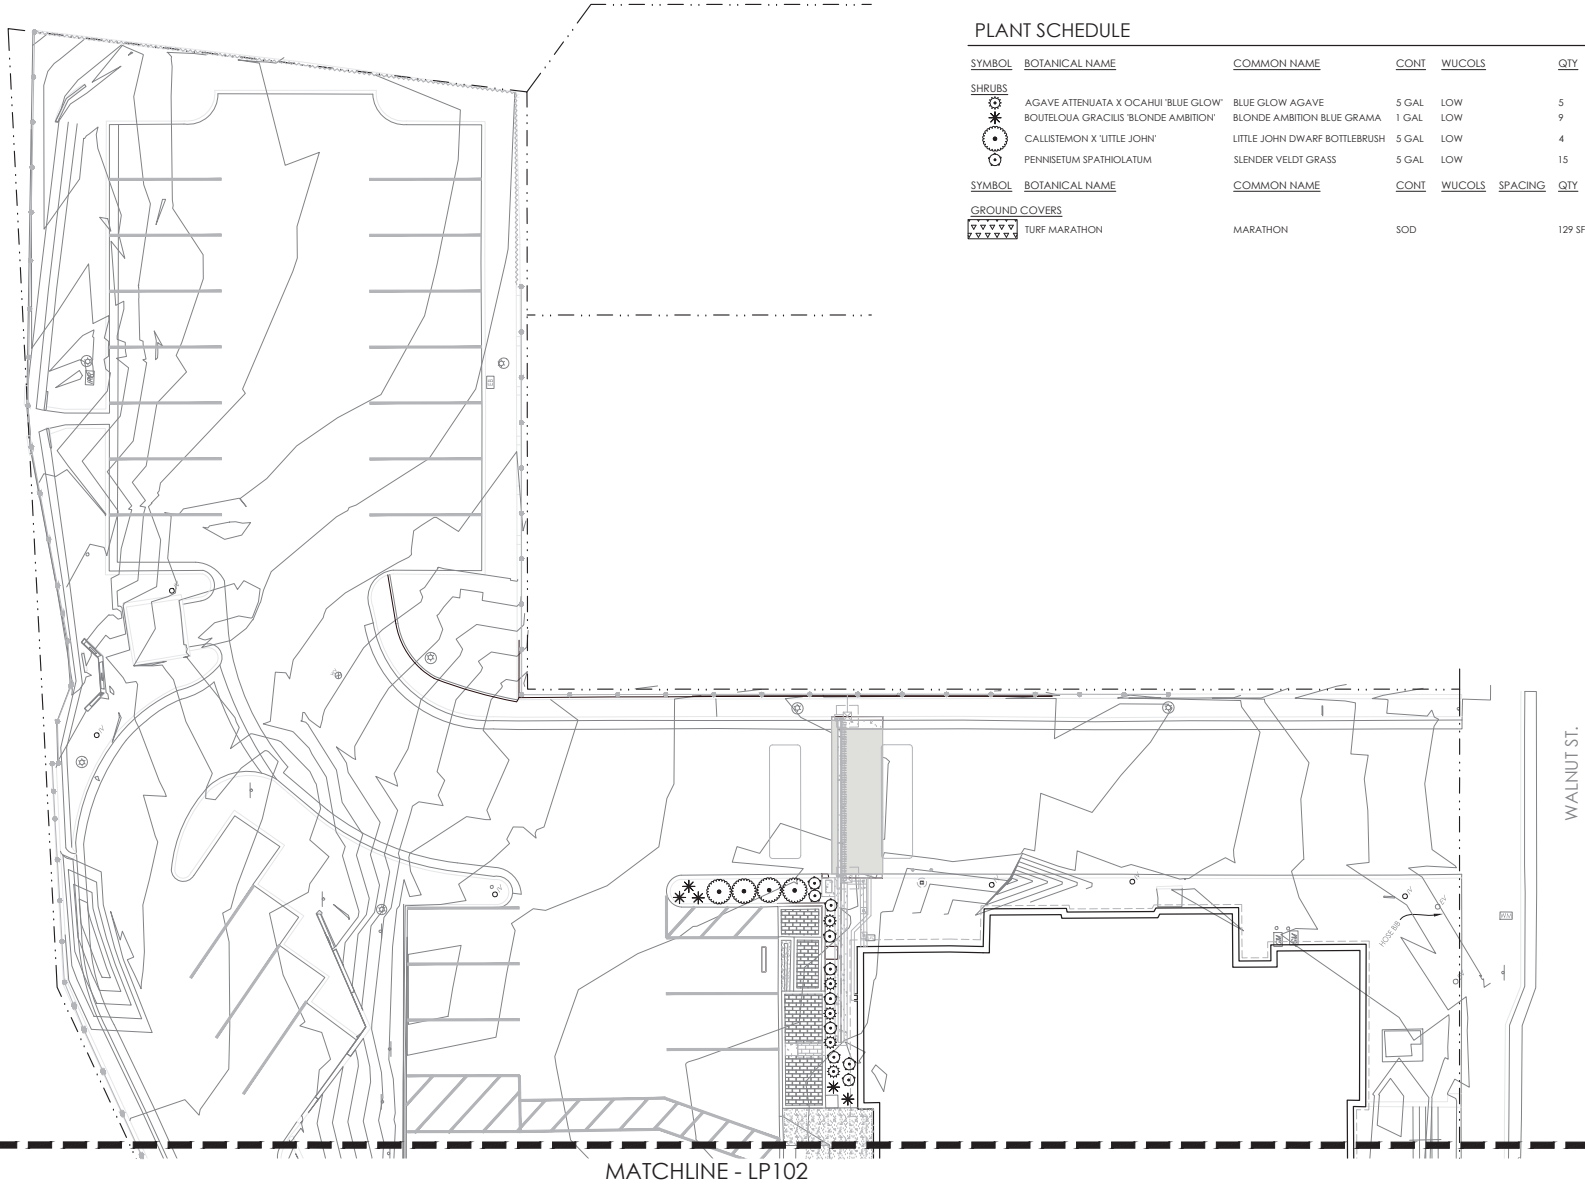 PLANT SCHEDULE
SYMBOL BOTANICAL NAME COMMON NAME CONT WUCOLS QTY
SHRUBS
AGAVE ATTENUATA X OCAHUI 'BLUE GLOW' BLUE GLOW AGAVE 5 GAL LOW 5
BOUTELOUA GRACILIS 'BLONDE AMBITION' BLONDE AMBITION BLUE GRAMA 1 GAL LOW 9
CALLISTEMON X 'LITTLE JOHN' LITTLE JOHN DWARF BOTTLEBRUSH 5 GAL LOW 4
PENNISETUM SPATHIOLATUM SLENDER VELDT GRASS 5 GAL LOW 15
SYMBOL BOTANICAL NAME COMMON NAME CONT WUCOLS SPACING QTY
GROUND COVERS
TURF MARATHON MARATHON SOD 129 SF
WALNUT ST.
HOSE BIB
MATCHLINE - LP102